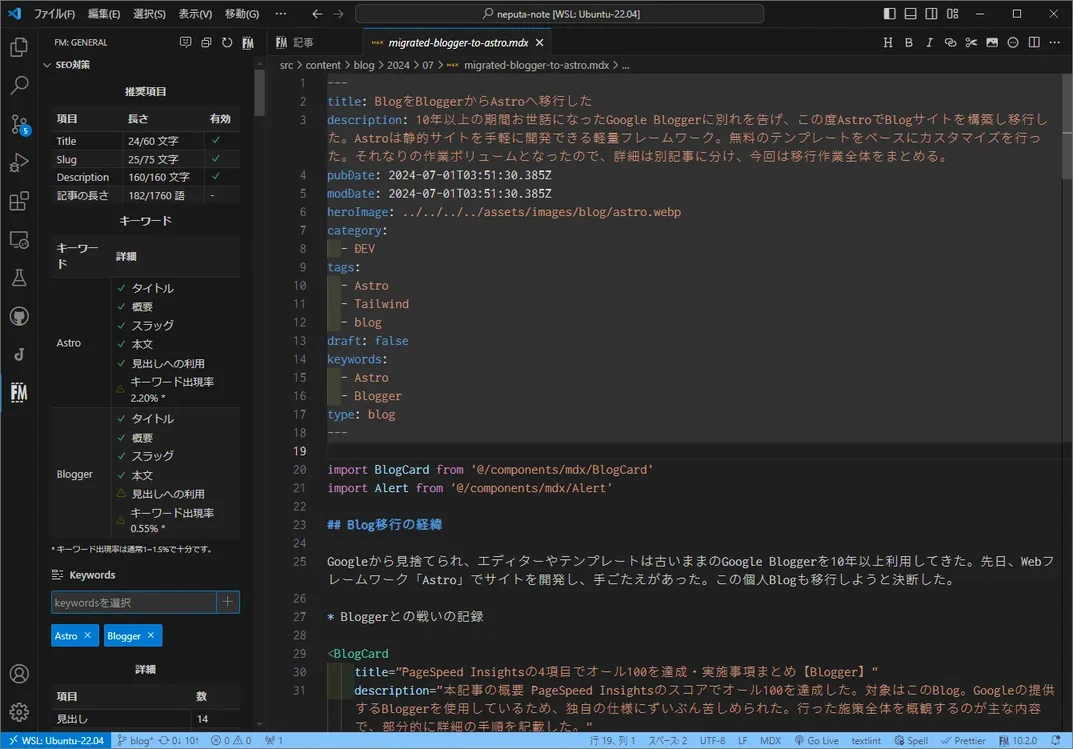 ファイル(F) 編集(E) 選択(S) 表示(V) 移動(G) ··· neputa-note [WSL: Ubuntu-22.04]
FM: GENERAL
FM 記事 migrated-blogger-to-astro.mdx
src > content > blog > 2024 > 07 > migrated-blogger-to-astro.mdx > ...
SEO対策
推奨項目
項目 長さ 有効
Title 24/60 文字 ✓
Slug 25/75 文字 ✓
Description 160/160 文字 ✓
記事の長さ 182/1760 語 -
キーワード
キーワード 詳細
Astro
✓ タイトル
✓ 概要
✓ スラッグ
✓ 本文
✓ 見出しへの利用
⚠ キーワード出現率
2.20% *
Blogger
✓ タイトル
✓ 概要
✓ スラッグ
✓ 本文
⚠ 見出しへの利用
⚠ キーワード出現率
0.55% *
* キーワード出現率は通常1~1.5%で十分です。
Keywords
keywordsを選択
Astro × Blogger ×
詳細
項目 数
見出し 14
5
FM
1 ---
2 title: BlogをBloggerからAstroへ移行した
3 description: 10年以上の期間お世話になったGoogle Bloggerに別れを告げ、この度AstroでBlogサイトを構築し移行し
た。Astroは静的サイトを手軽に開発できる軽量フレームワーク。無料のテンプレートをベースにカスタマイズを行っ
た。それなりの作業ボリュームとなったので、詳細は別記事に分け、今回は移行作業全体をまとめる。
4 pubDate: 2024-07-01T03:51:30.385Z
5 modDate: 2024-07-01T03:51:30.385Z
6 heroImage: ../../../../assets/images/blog/astro.webp
7 category:
8 - DEV
9 tags:
10 - Astro
11 - Tailwind
12 - blog
13 draft: false
14 keywords:
15 - Astro
16 - Blogger
17 type: blog
18 ---
19
20 import BlogCard from '@/components/mdx/BlogCard'
21 import Alert from '@/components/mdx/Alert'
22
23 ## Blog移行の経緯
24
25 Googleから見捨てられ、エディターやテンプレートは古いままのGoogle Bloggerを10年以上利用してきた。先日、Webフ
レームワーク「Astro」でサイトを開発し、手ごたえがあった。この個人Blogも移行しようと決断した。
26
27 * Bloggerとの戦いの記録
28
29 <BlogCard
30 title="PageSpeed Insightsの4項目でオール100を達成・実施事項まとめ【Blogger】"
31 description="本記事の概要 PageSpeed Insightsのスコアでオール100を達成した。対象はこのBlog。Googleの提供
するBloggerを使用しているため、独自の仕様にずいぶん苦しめられた。行った施策全体を概観するのが主な内容
で、部分的に詳細の手順を記載した。"
WSL: Ubuntu-22.04 blog* 0↓ 10↑ 0 0 1 行 19、列 1 スペース: 2 UTF-8 LF MDX Go Live textlint Spell Prettier FM 10.2.0